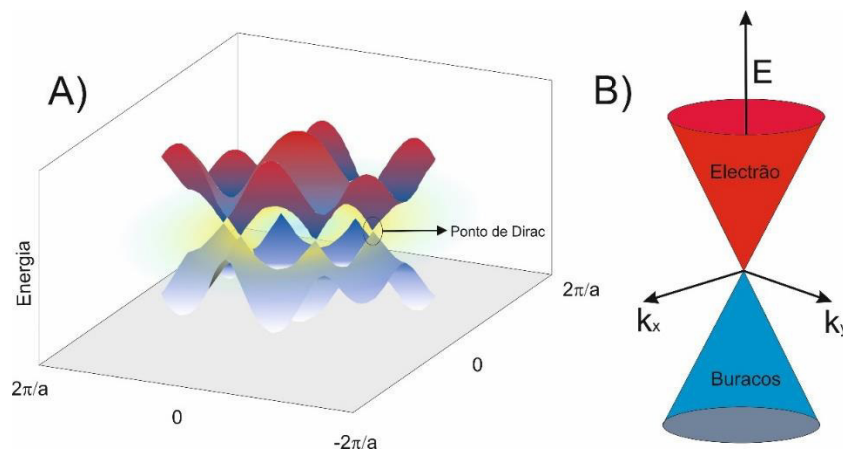 A)
Energia
Ponto de Dirac
2π/a
0
-2π/a
0
2π/a
B)
E
Electrão
kx
ky
Buracos